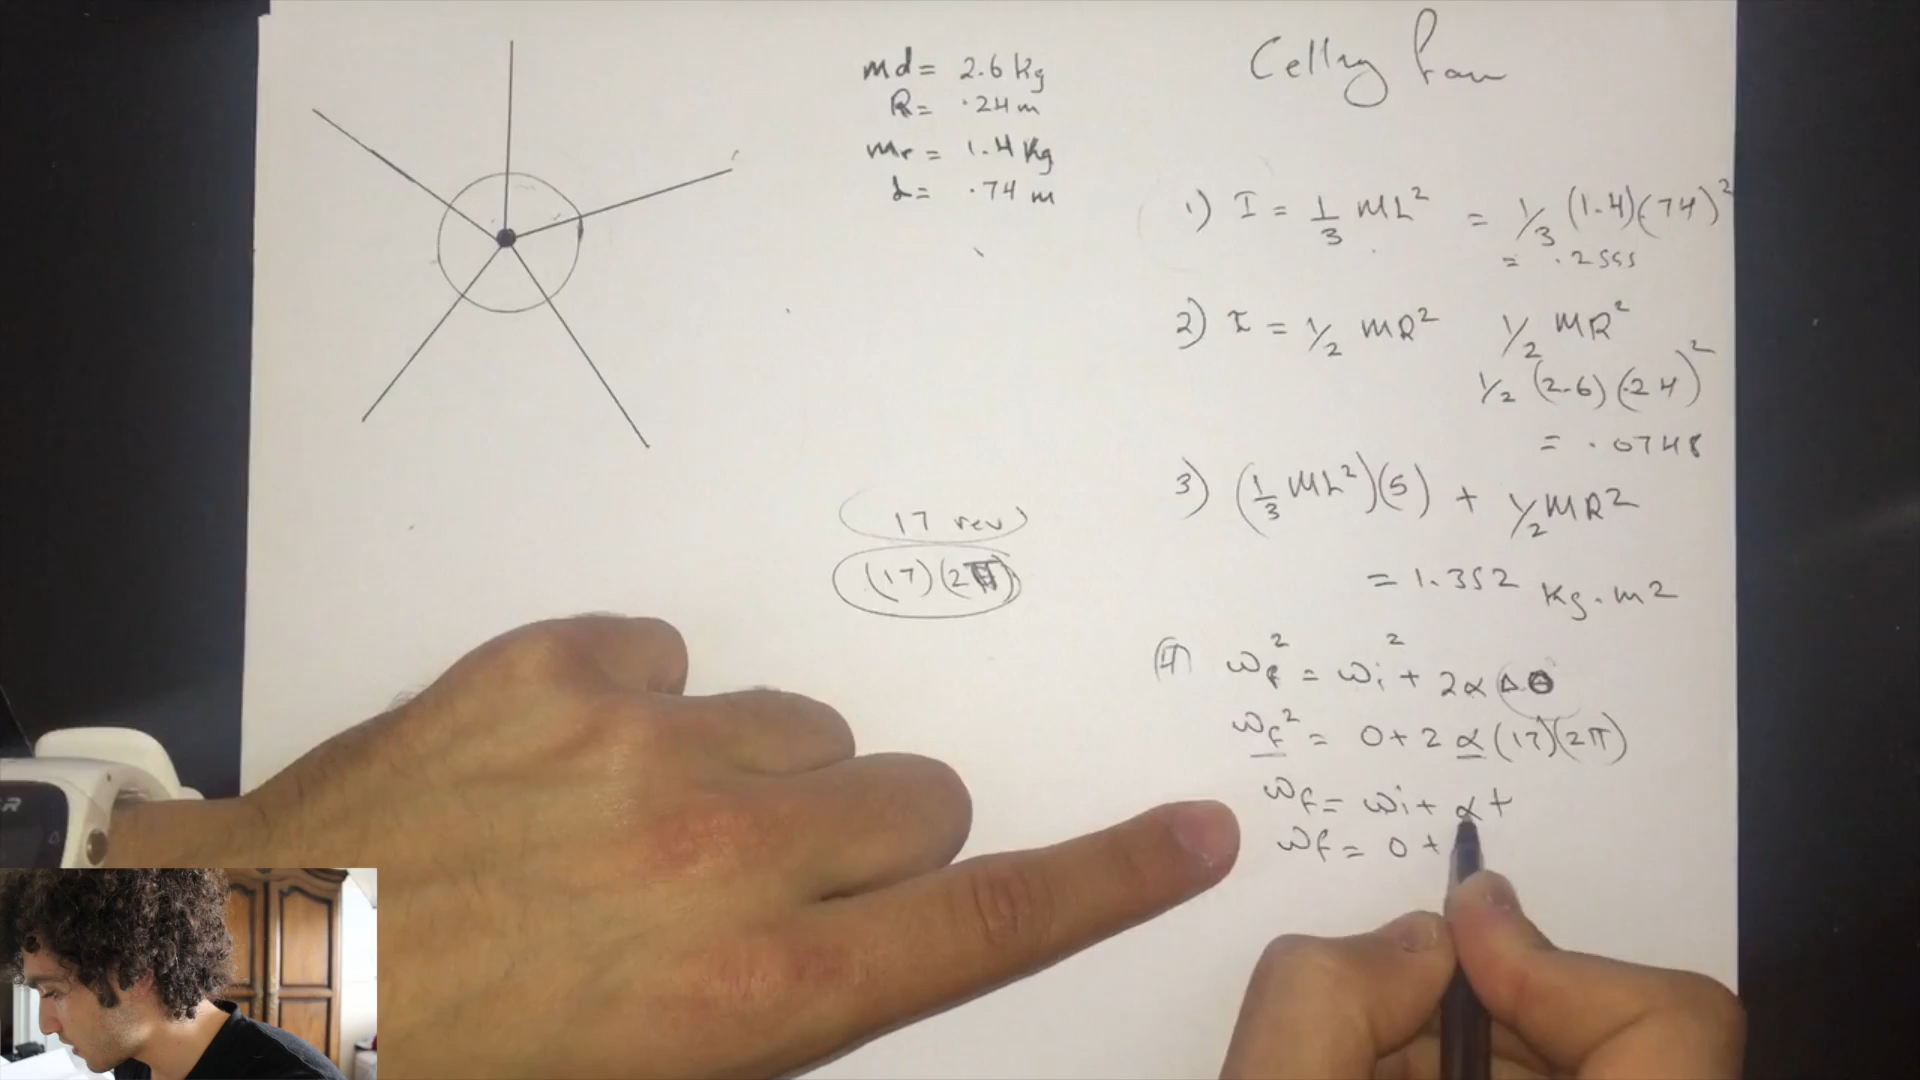 Celling fan
md = 2.6 kg
R = .24 m
mr = 1.4 kg
L = .74 m
1) I = 1/3 ML² = 1/3 (1.4)(74)²
= .2555
2) I = 1/2 MR² 1/2 MR²
1/2 (2.6)(.24)²
= .0748
3) (1/3 ML²)(5) + 1/2 MR²
= 1.352 kg.m2
17 rev
(17)(2π)
(4) ωf² = ωi² + 2α Δθ
ωf² = 0 + 2 α (17)(2π)
ωf = ωi + αt
ωf = 0 +